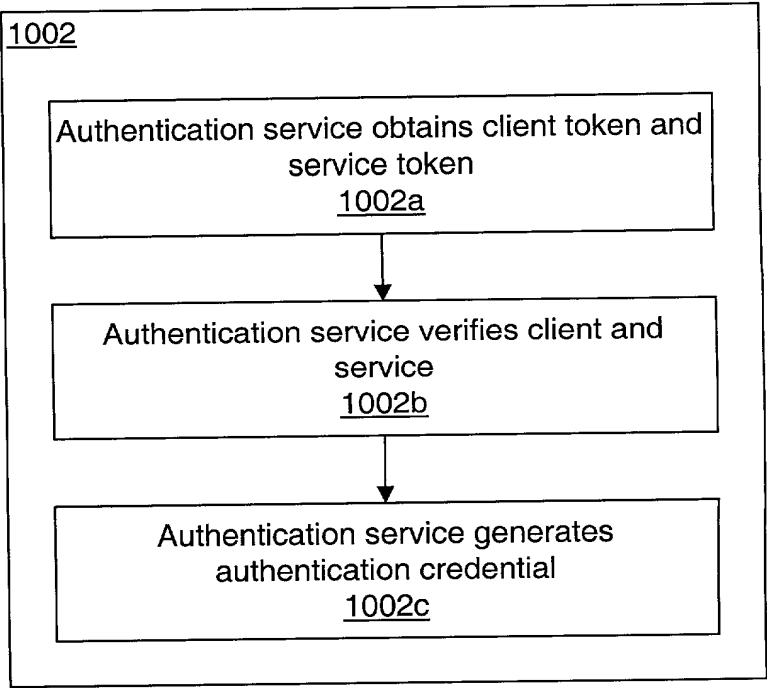 1002
Authentication service obtains client token and
service token
1002a
Authentication service verifies client and
service
1002b
Authentication service generates
authentication credential
1002c